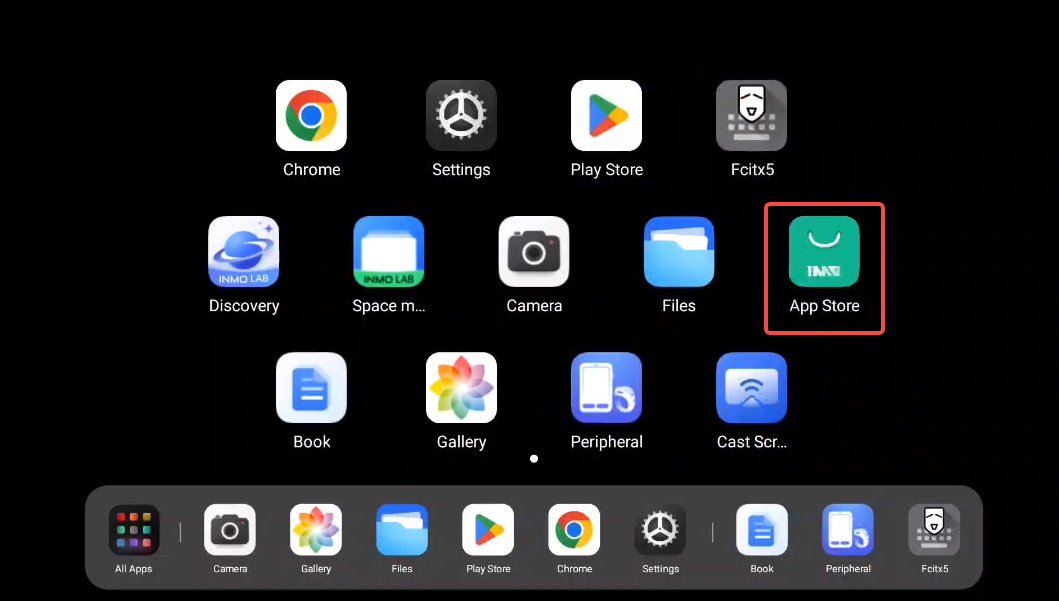 Chrome
Settings
Play Store
Fcitx5
INMO LAB
INMO LAB
INMO
Discovery
Space m...
Camera
Files
App Store
Book
Gallery
Peripheral
Cast Scr...
All Apps
Camera
Gallery
Files
Play Store
Chrome
Settings
Book
Peripheral
Fcitx5